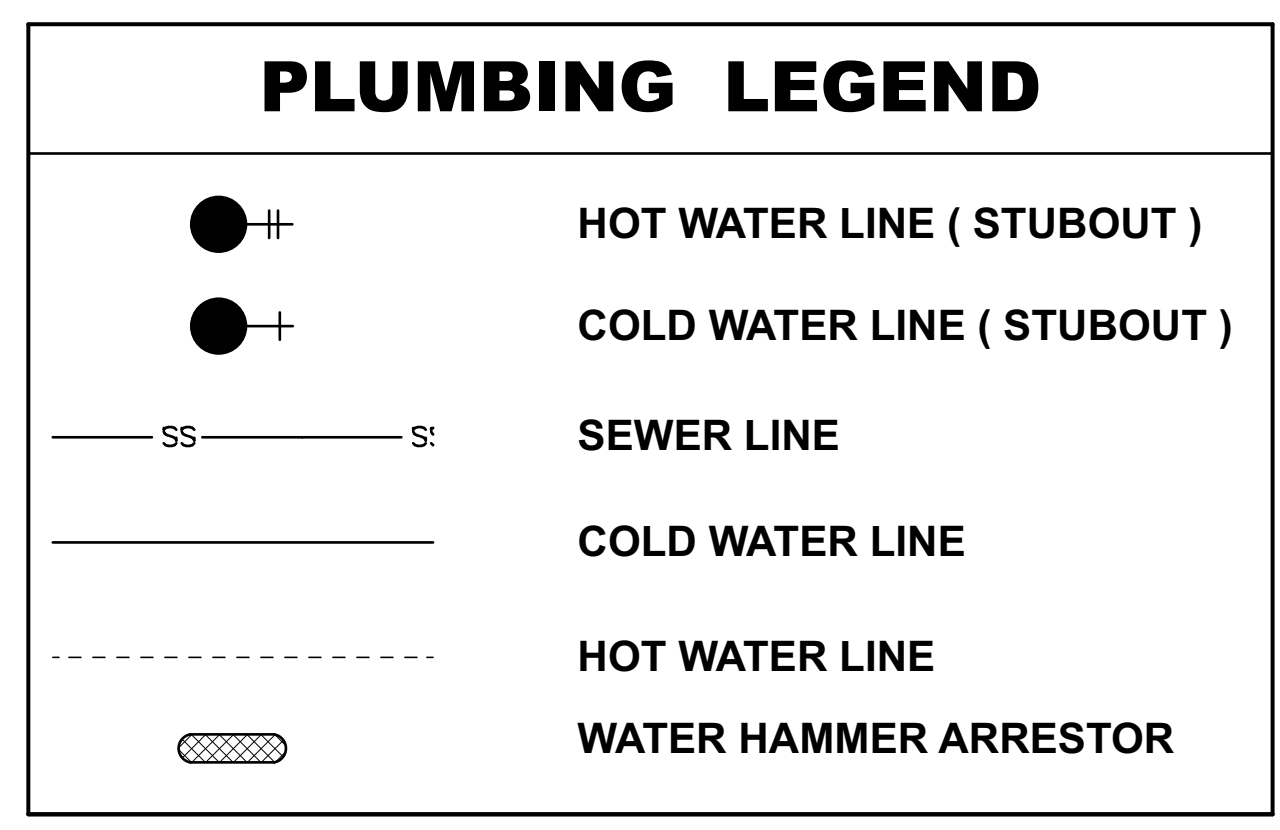 PLUMBING LEGEND
HOT WATER LINE ( STUBOUT )
COLD WATER LINE ( STUBOUT )
SS S
SEWER LINE
COLD WATER LINE
HOT WATER LINE
WATER HAMMER ARRESTOR